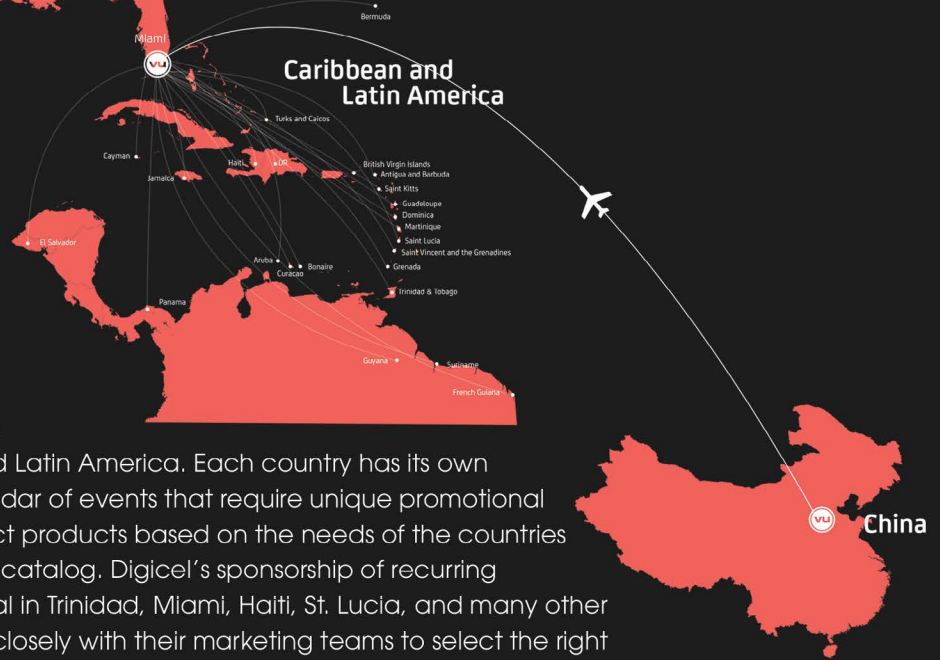 Bermuda
Miami
vu
Caribbean and
Latin America
Turks and Caicos
Cayman
Haiti
DR
British Virgin Islands
Antigua and Barbuda
Jamaica
Saint Kitts
Guadeloupe
Dominica
Martinique
Saint Lucia
El Salvador
Saint Vincent and the Grenadines
Aruba
Curacao
Bonaire
Grenada
Trinidad & Tobago
Panama
Guyana
Suriname
French Guiana
vu
China
d Latin America. Each country has its own
dar of events that require unique promotional
ct products based on the needs of the countries
catalog. Digicel's sponsorship of recurring
al in Trinidad, Miami, Haiti, St. Lucia, and many other
closely with their marketing teams to select the right